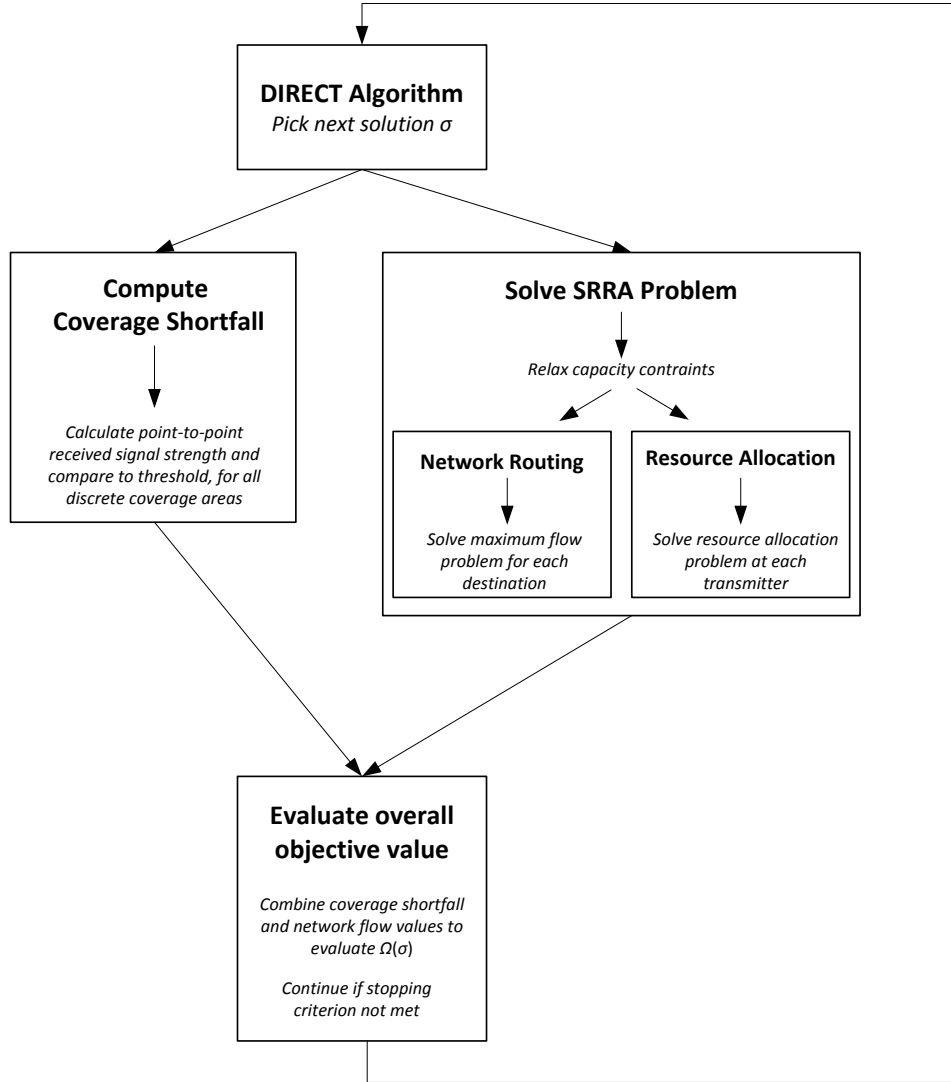 DIRECT Algorithm
Pick next solution σ
Compute
Coverage Shortfall
Calculate point-to-point
received signal strength and
compare to threshold, for all
discrete coverage areas
Solve SRRA Problem
Relax capacity contraints
Network Routing
Solve maximum flow
problem for each
destination
Resource Allocation
Solve resource allocation
problem at each
transmitter
Evaluate overall
objective value
Combine coverage shortfall
and network flow values to
evaluate Ω(σ)
Continue if stopping
criterion not met